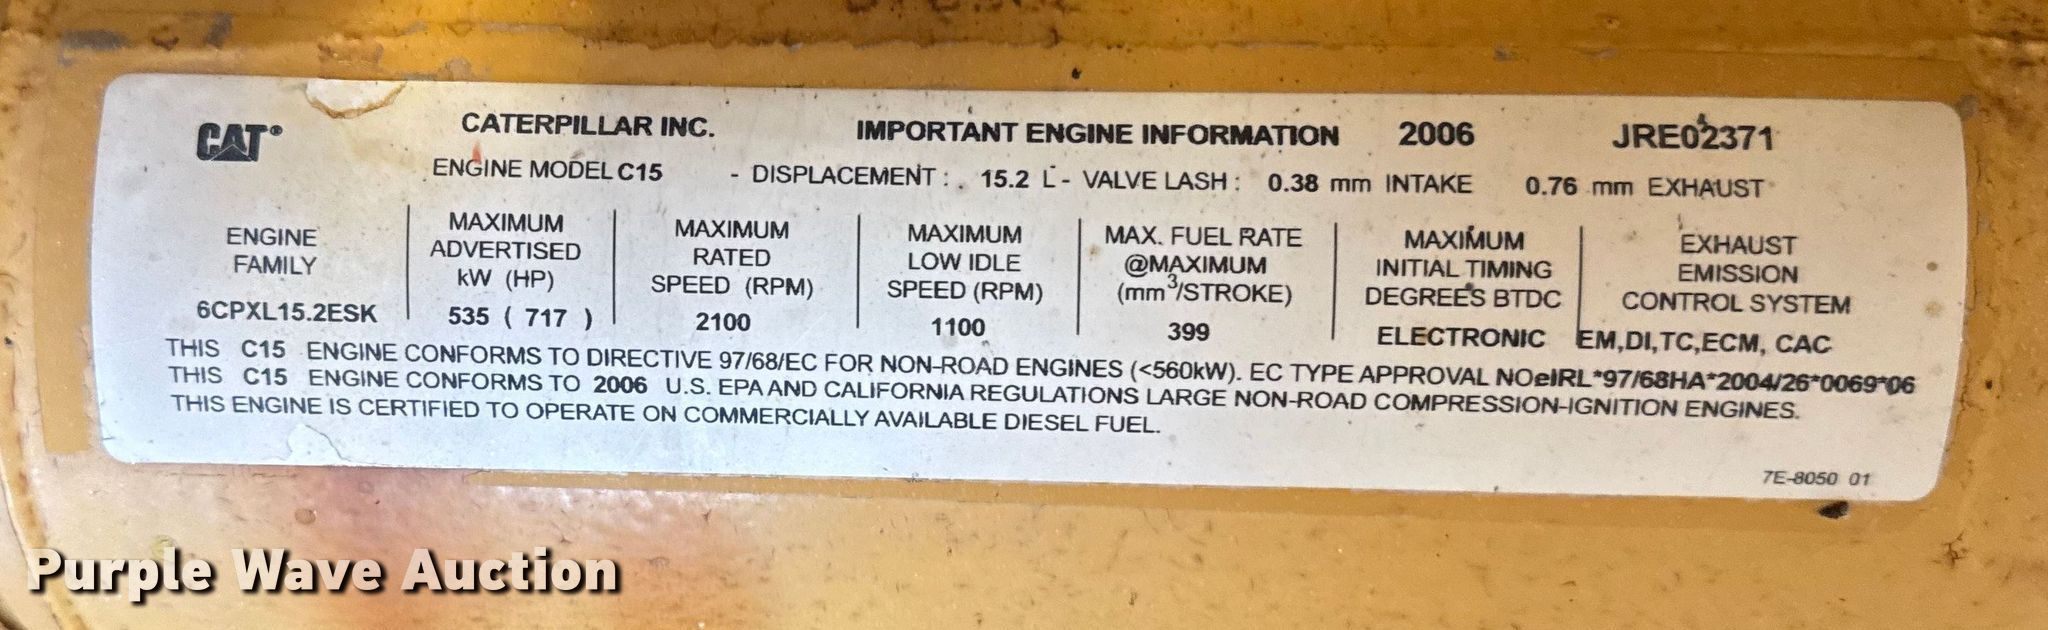 CAT® CATERPILLAR INC. IMPORTANT ENGINE INFORMATION 2006 JRE02371
ENGINE MODEL C15 - DISPLACEMENT : 15.2 L - VALVE LASH : 0.38 mm INTAKE 0.76 mm EXHAUST
ENGINE
FAMILY
6CPXL15.2ESK
MAXIMUM
ADVERTISED
kW (HP)
535 ( 717 )
MAXIMUM
RATED
SPEED (RPM)
2100
MAXIMUM
LOW IDLE
SPEED (RPM)
1100
MAX. FUEL RATE
@MAXIMUM
(mm³/STROKE)
399
MAXIMUM
INITIAL TIMING
DEGREES BTDC
ELECTRONIC
EXHAUST
EMISSION
CONTROL SYSTEM
EM,DI,TC,ECM, CAC
THIS C15 ENGINE CONFORMS TO DIRECTIVE 97/68/EC FOR NON-ROAD ENGINES (<560kW). EC TYPE APPROVAL NOeIRL*97/68HA*2004/26*0069*06
THIS C15 ENGINE CONFORMS TO 2006 U.S. EPA AND CALIFORNIA REGULATIONS LARGE NON-ROAD COMPRESSION-IGNITION ENGINES.
THIS ENGINE IS CERTIFIED TO OPERATE ON COMMERCIALLY AVAILABLE DIESEL FUEL.
7E-8050 01
Purple Wave Auction